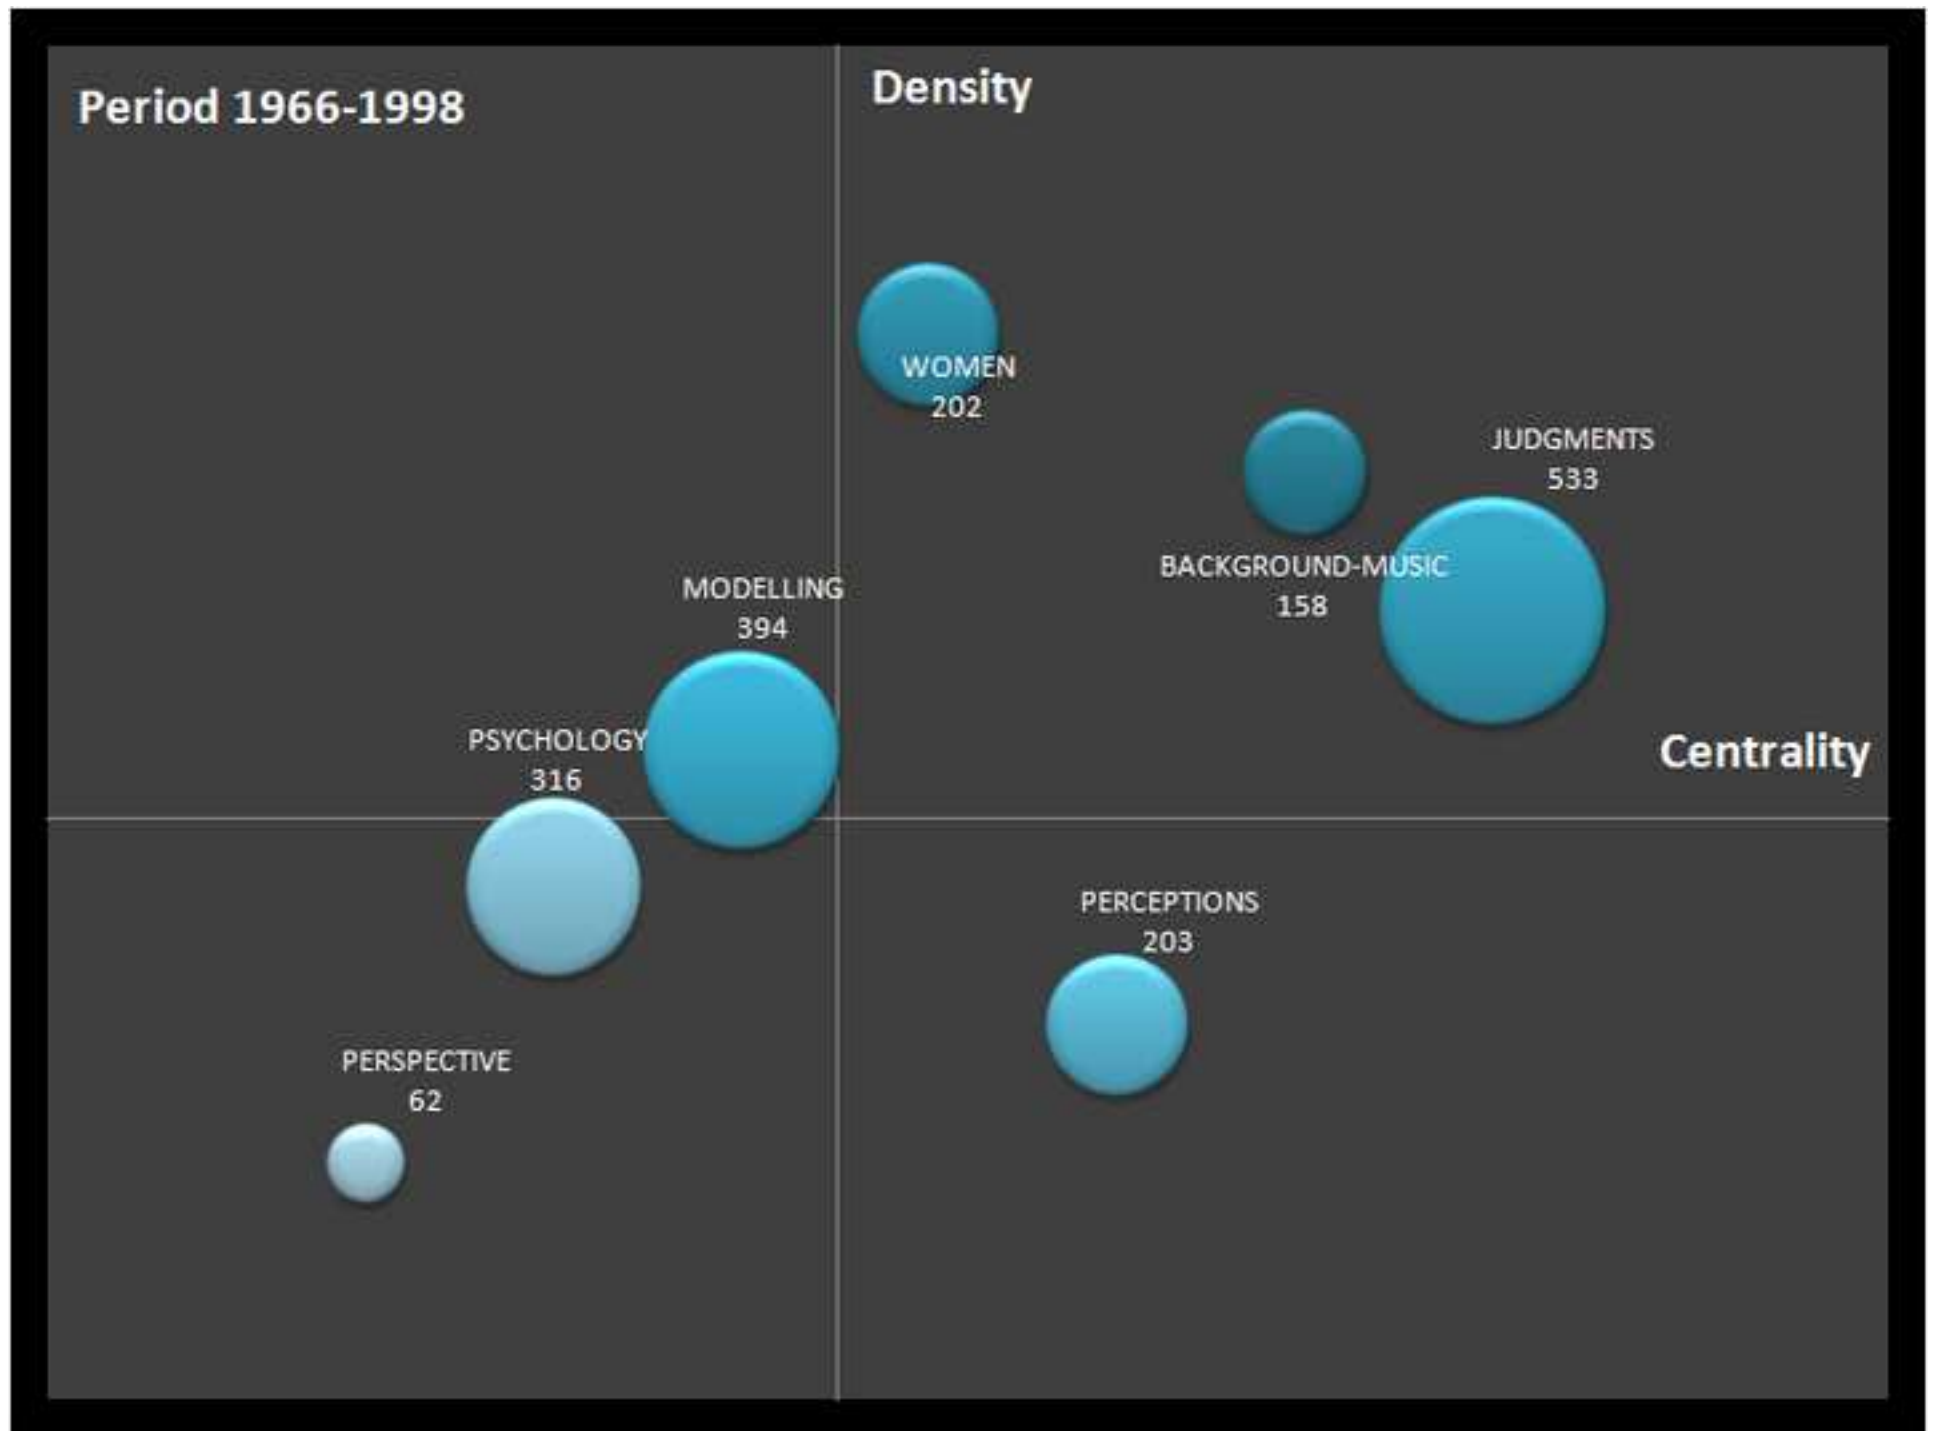 Period 1966-1998
Density
WOMEN
202
JUDGMENTS
533
BACKGROUND-MUSIC
158
MODELLING
394
PSYCHOLOGY
316
Centrality
PERCEPTIONS
203
PERSPECTIVE
62